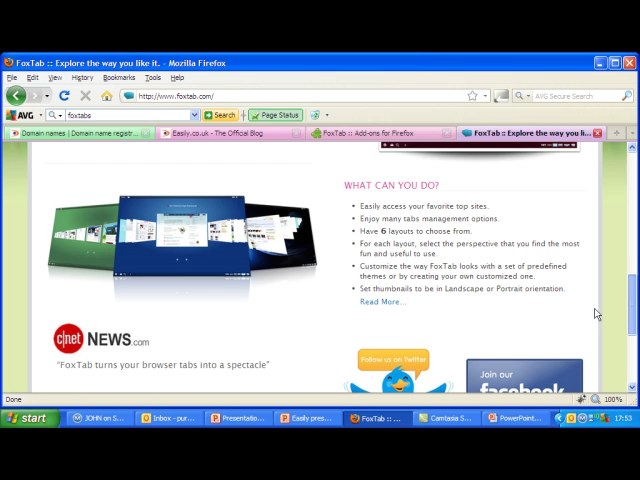 FoxTab :: Explore the way you like it. - Mozilla Firefox
File Edit View History Bookmarks Tools Help
http://www.foxtab.com/
AVG Secure Search
AVG foxtabs Search Page Status
Domain names | Domain name registr...
Easily.co.uk - The Official Blog
FoxTab :: Add-ons for Firefox
FoxTab :: Explore the way you li...
WHAT CAN YOU DO?
Easily access your favorite top sites.
Enjoy many tabs management options.
Have 6 layouts to choose from.
For each layout, select the perspective that you find the most
fun and useful to use.
Customize the way FoxTab looks with a set of predefined
themes or by creating your own customized one.
Set thumbnails to be in Landscape or Portrait orientation.
Read More...
c|net NEWS.com
“FoxTab turns your browser tabs into a spectacle”
Follow us on Twitter
Join our
facebook
Done
100%
start
JOHN on S...
Inbox - pur...
Presentatio...
Easily pres...
FoxTab :: ...
Camtasia St...
PowerPoint...
17:53